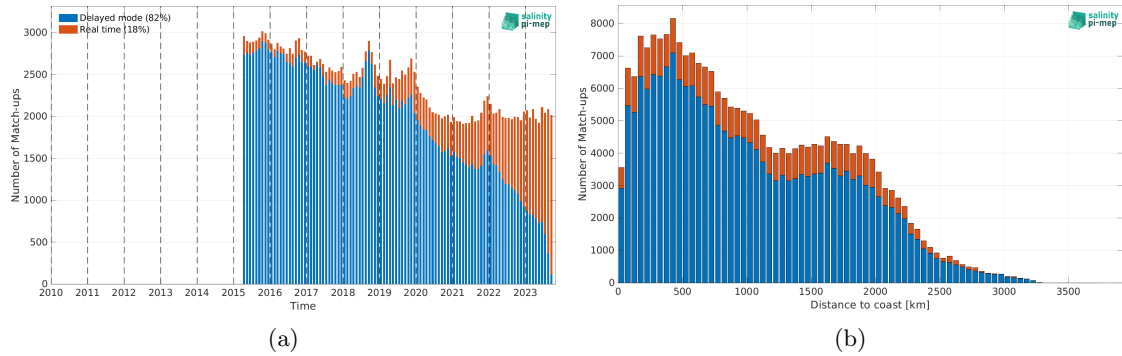 Delayed mode (82%)
Real time (18%)
salinity
pi-mep
Number of Match-ups
3000
2500
2000
1500
1000
500
0
2010 2011 2012 2013 2014 2015 2016 2017 2018 2019 2020 2021 2022 2023
Time
(a)
salinity
pi-mep
Number of Match-ups
8000
7000
6000
5000
4000
3000
2000
1000
0
0 500 1000 1500 2000 2500 3000 3500
Distance to coast [km]
(b)